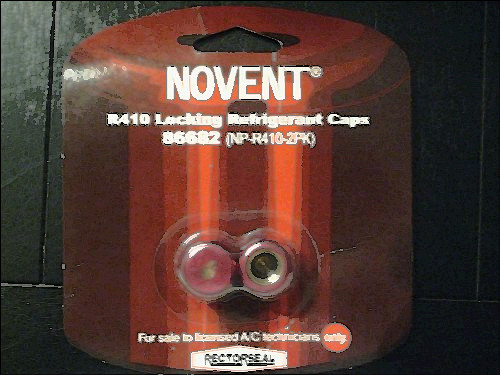 NOVENT®
R410 Locking Refrigerant Caps
86682 (NP-R410-2PK)
For sale to licensed A/C technicians only.
RECTORSEAL